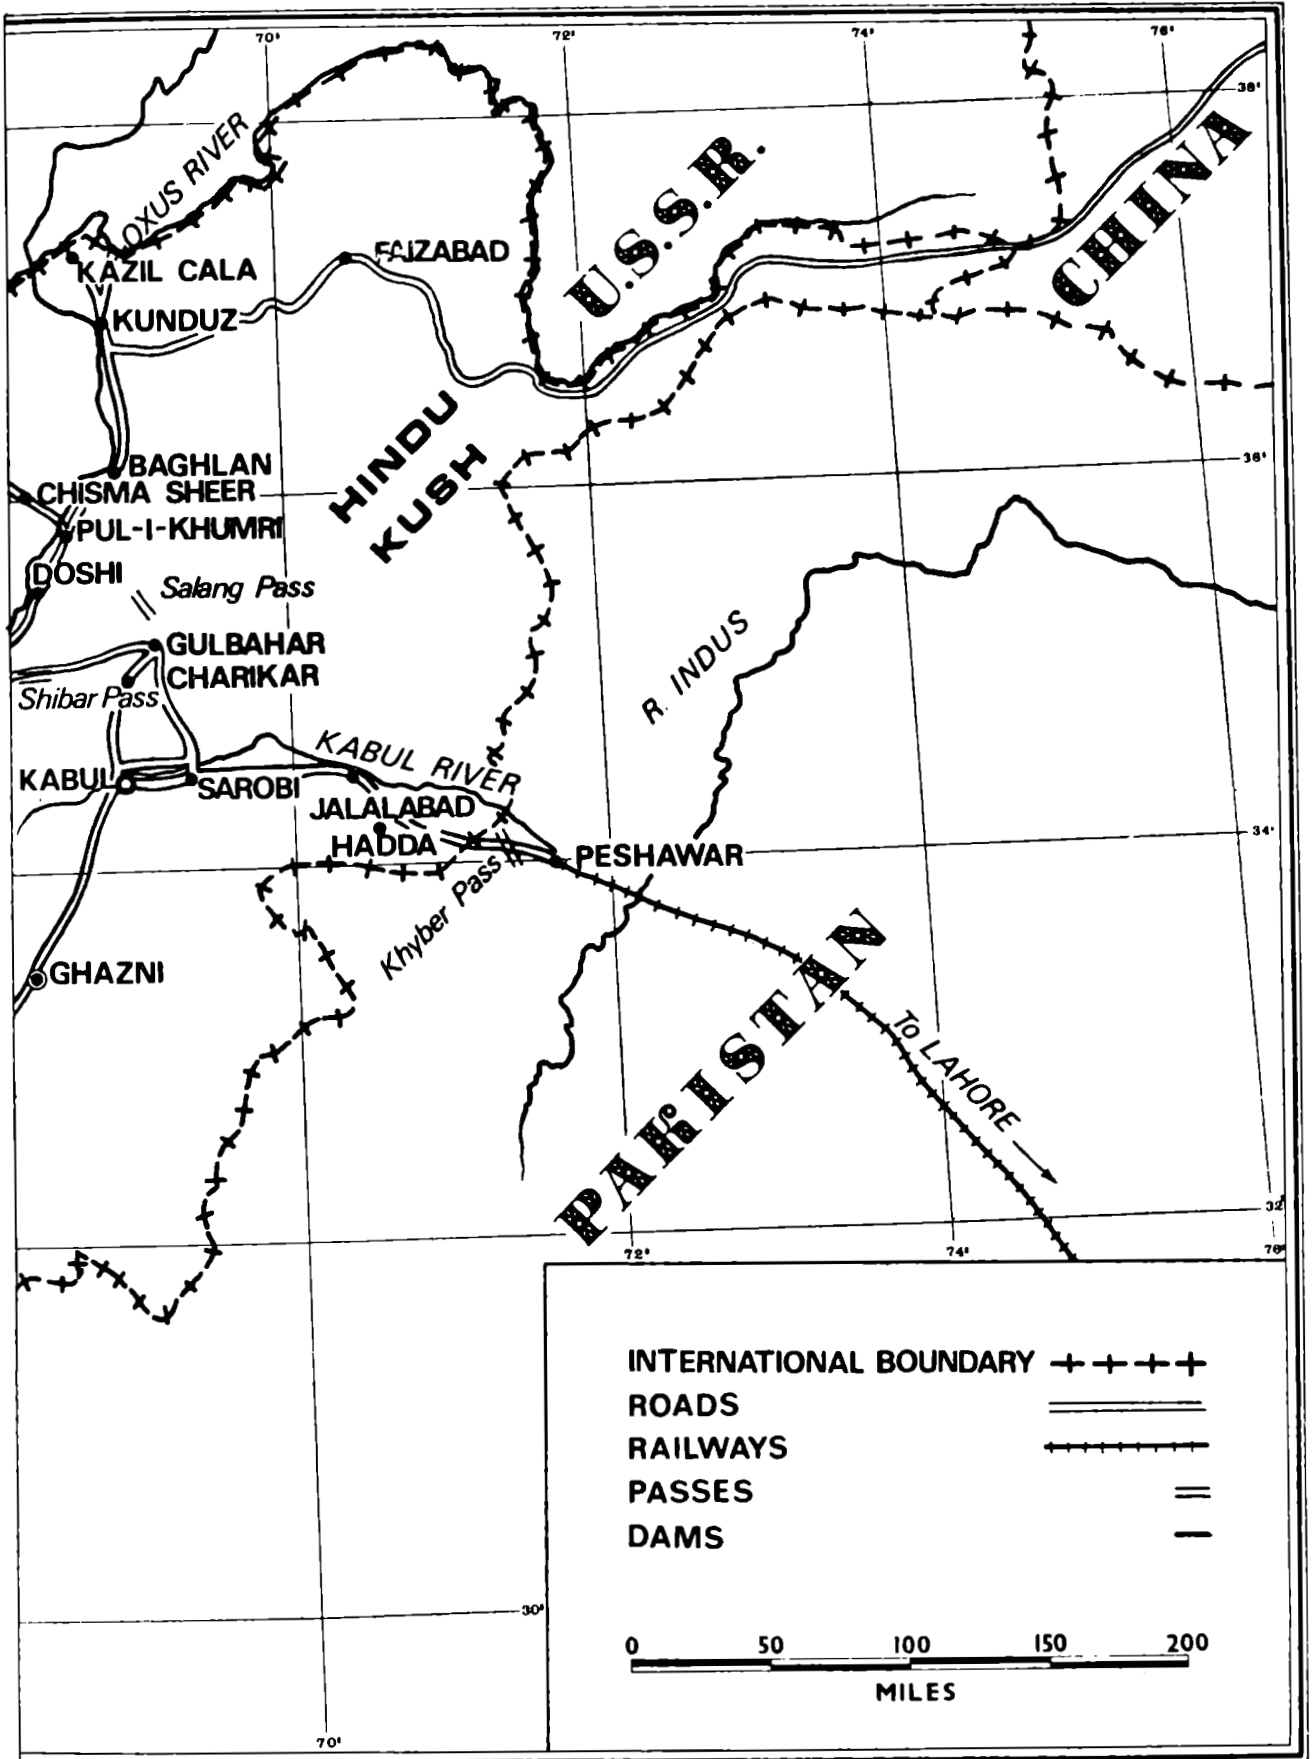 70'
72'
74'
76'
38'
OXUS RIVER
U.S.S.R.
CHINA
FAIZABAD
KAZIL CALA
KUNDUZ
HINDU
KUSH
BAGHLAN
36'
CHISMA SHEER
PUL-I-KHUMRI
DOSHI
Salang Pass
GULBAHAR
CHARIKAR
Shibar Pass
R. INDUS
KABUL RIVER
KABUL
SAROBI
JALALABAD
HADDA
34'
PESHAWAR
Khyber Pass
GHAZNI
PAKISTAN
To LAHORE
32'
72'
74'
76'
INTERNATIONAL BOUNDARY
ROADS
RAILWAYS
PASSES
DAMS
30'
0 50 100 150 200
MILES
70'